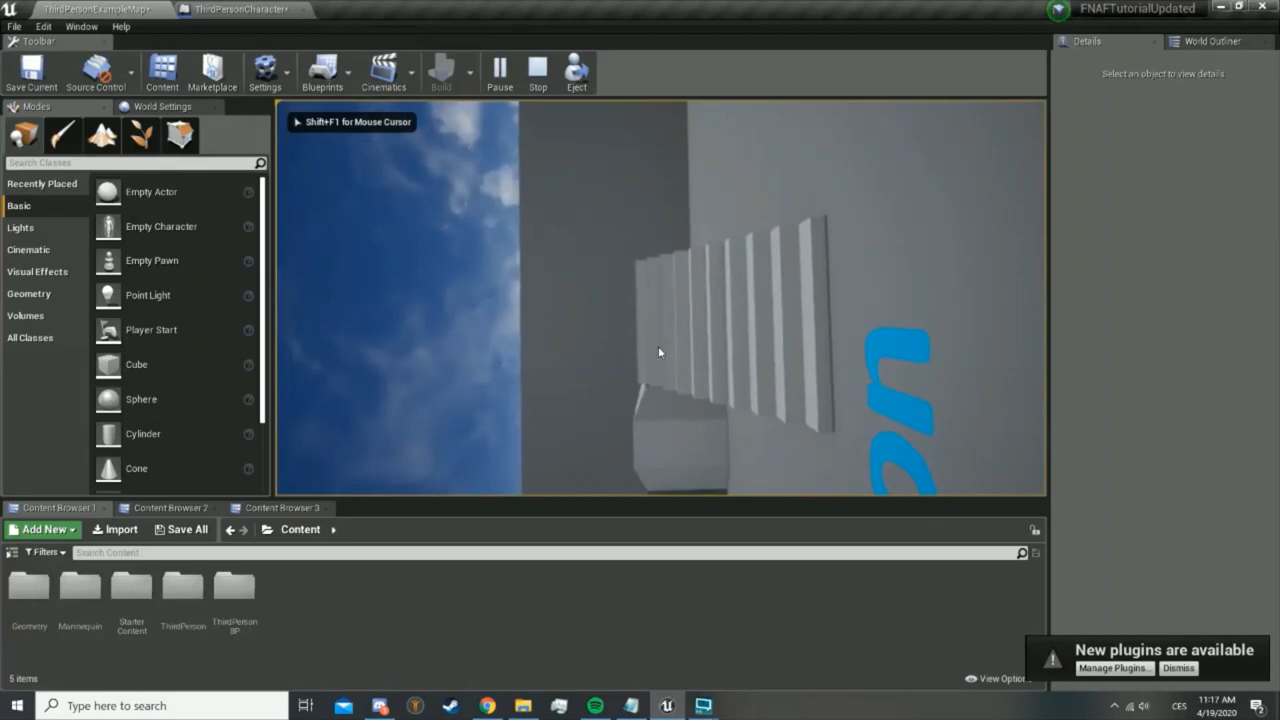 ThirdPersonExampleMap*
ThirdPersonCharacter*
FNAFTutorialUpdated
File Edit Window Help
Toolbar
Details
World Outliner
Save Current
Source Control
Content
Marketplace
Settings
Blueprints
Cinematics
Build
Pause
Stop
Eject
Select an object to view details
Modes
World Settings
Shift+F1 for Mouse Cursor
Search Classes
Recently Placed
Basic
Lights
Cinematic
Visual Effects
Geometry
Volumes
All Classes
Empty Actor
Empty Character
Empty Pawn
Point Light
Player Start
Cube
Sphere
Cylinder
Cone
Content Browser 1
Content Browser 2
Content Browser 3
Add New
Import
Save All
Content
Filters
Search Content
Geometry
Mannequin
Starter
Content
ThirdPerson
ThirdPerson
BP
5 items
View Option
New plugins are available
Manage Plugins...
Dismiss
Type here to search
CES
11:17 AM
4/19/2020
2